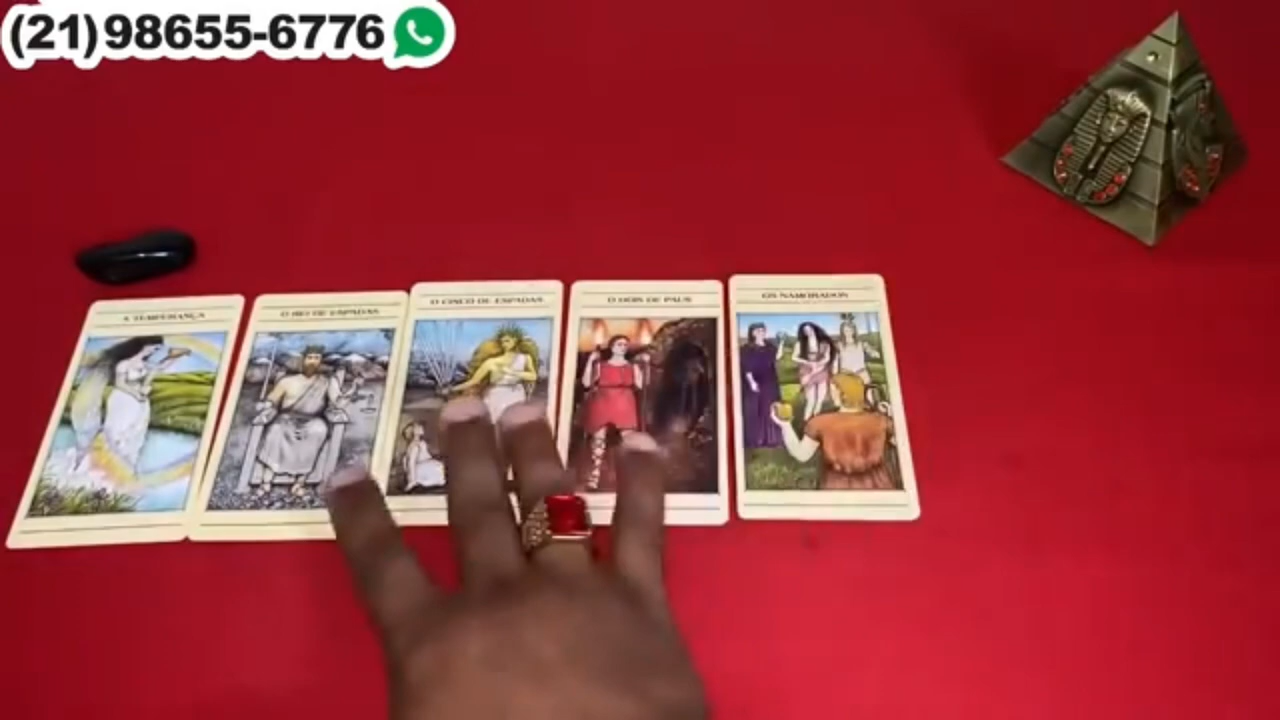 (21)98655-6776
A TEMPERANÇA
O REI DE ESPADAS
O CINCO DE ESPADAS
O DOIS DE PAUS
OS NAMORADOS